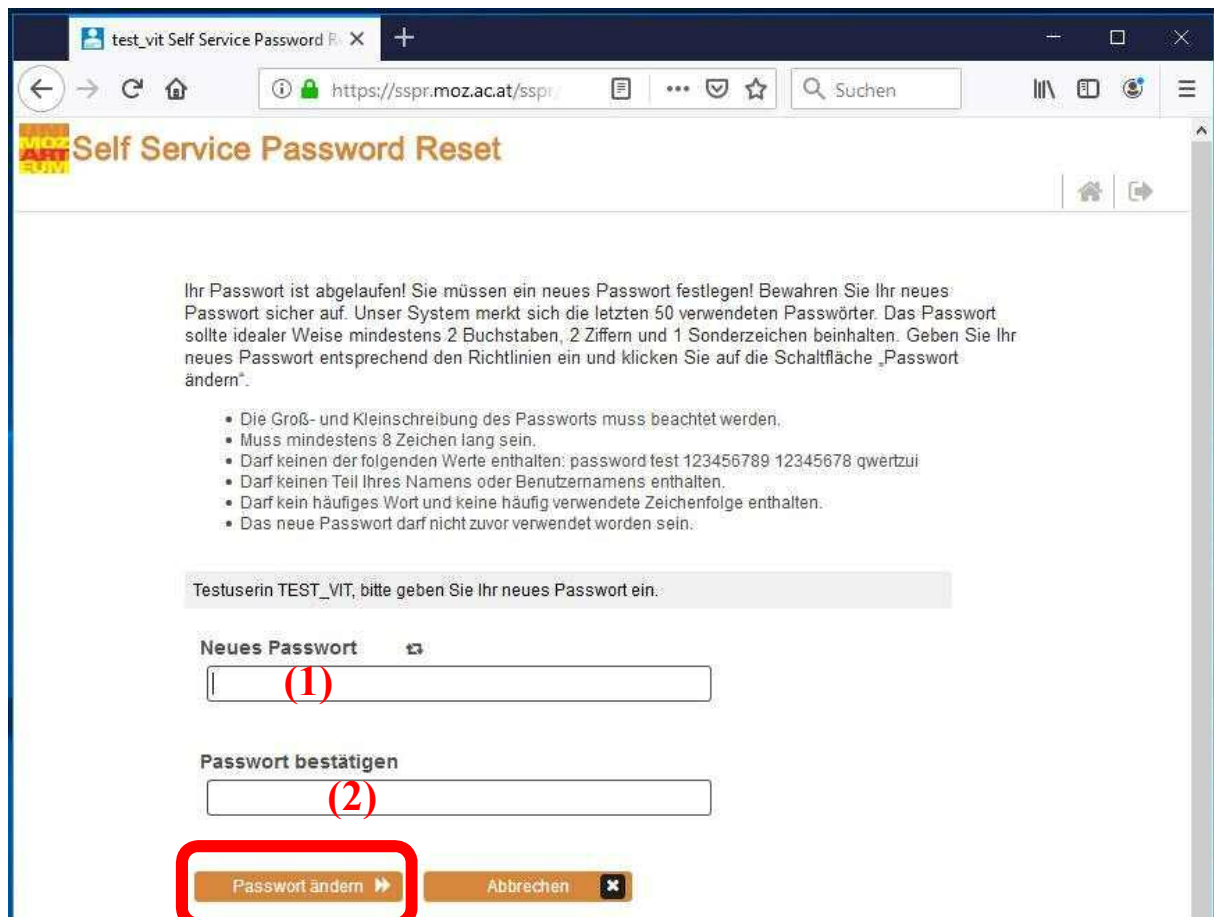 test_vit Self Service Password R
https://sspr.moz.ac.at/sspr/
Suchen
MOZ
ART
EUM
Self Service Password Reset
Ihr Passwort ist abgelaufen! Sie müssen ein neues Passwort festlegen! Bewahren Sie Ihr neues
Passwort sicher auf. Unser System merkt sich die letzten 50 verwendeten Passwörter. Das Passwort
sollte idealer Weise mindestens 2 Buchstaben, 2 Ziffern und 1 Sonderzeichen beinhalten. Geben Sie Ihr
neues Passwort entsprechend den Richtlinien ein und klicken Sie auf die Schaltfläche „Passwort
ändern“.
• Die Groß- und Kleinschreibung des Passworts muss beachtet werden.
• Muss mindestens 8 Zeichen lang sein.
• Darf keinen der folgenden Werte enthalten: password test 123456789 12345678 qwertzui
• Darf keinen Teil Ihres Namens oder Benutzernamens enthalten.
• Darf kein häufiges Wort und keine häufig verwendete Zeichenfolge enthalten.
• Das neue Passwort darf nicht zuvor verwendet worden sein.
Testuserin TEST_VIT, bitte geben Sie Ihr neues Passwort ein.
Neues Passwort
(1)
Passwort bestätigen
(2)
Passwort ändern Abbrechen